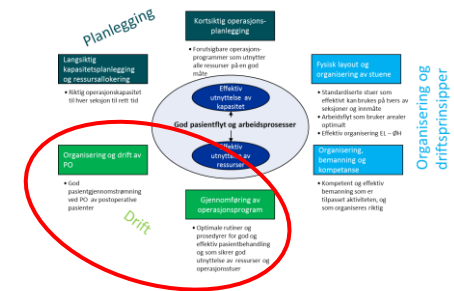 Planlegging
Kortsiktig operasjons-
planlegging
• Forutsigbare operasjons-
programmer som utnytter
alle ressurser på en god
måte
Langsiktig
kapasitetsplanlegging
og ressursallokering
• Riktig operasjonskapasitet
til hver seksjon til rett tid
Fysisk layout og
organisering av stuene
• Standardiserte stuer som
effektivt kan brukes på tvers av
seksjoner og innmåte
• Arbeidsflyt som bruker arealer
optimalt
• Effektiv organisering EL – ØH
Organisering og
driftsprinsipper
Effektiv
utnyttelse av
kapasitet
God pasientflyt og arbeidsprosesser
Effektiv
utnyttelse av
ressurser
Organisering og drift av
PO
• God
pasientgjennomstrømning
ved PO av postoperative
pasienter
Drift
Gjennomføring av
operasjonsprogram
• Optimale rutiner og
prosedyrer for god og
effektiv pasientbehandling
og som sikrer god
utnyttelse av ressurser og
operasjonsstuer
Organisering,
bemanning og
kompetanse
• Kompetent og effektiv
bemanning som er
tilpasset aktiviteten, og
som organiseres riktig